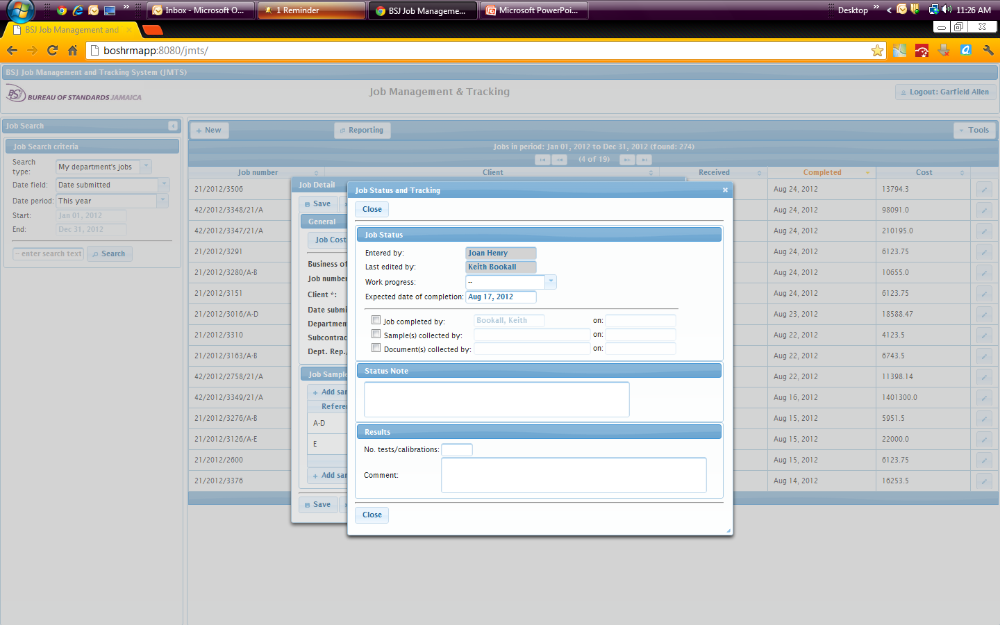 Inbox - Microsoft O...
1 Reminder
BSJ Job Manageme...
Microsoft PowerPoi...
Desktop
11:26 AM
BSJ Job Management and
boshrmapp:8080/jmts/
BSJ Job Management and Tracking System (JMTS)
BSJ BUREAU OF STANDARDS JAMAICA
Job Management & Tracking
Logout: Garfield Allen
Job Search
Job Search criteria
Search type: My department's jobs
Date field: Date submitted
Date period: This year
Start: Jan 01, 2012
End: Dec 31, 2012
-- enter search text Search
New Reporting Tools
Jobs in period: Jan 01, 2012 to Dec 31, 2012 (found: 274)
(4 of 19)
Job number Client Received Completed Cost
21/2012/3506 Aug 24, 2012 13794.3
42/2012/3348/21/A Aug 24, 2012 98091.0
42/2012/3347/21/A Aug 24, 2012 210195.0
21/2012/3291 Aug 24, 2012 6123.75
21/2012/3280/A-B Aug 24, 2012 10655.0
21/2012/3151 Aug 24, 2012 6123.75
21/2012/3016/A-D Aug 23, 2012 18588.47
21/2012/3310 Aug 22, 2012 4123.5
21/2012/3163/A-B Aug 22, 2012 6743.5
42/2012/2758/21/A Aug 22, 2012 11398.14
42/2012/3349/21/A Aug 16, 2012 1401300.0
21/2012/3276/A-B Aug 15, 2012 5951.5
21/2012/3126/A-E Aug 15, 2012 22000.0
21/2012/2600 Aug 15, 2012 6123.75
21/2012/3376 Aug 14, 2012 16253.5
Job Detail
Save
General
Job Cost
Business of
Job number
Client *:
Date submi
Department
Subcontrac
Dept. Rep.
Job Sample
Add sar
Refere
A-D
E
Add sar
Save
Job Status and Tracking
Close
Job Status
Entered by: Joan Henry
Last edited by: Keith Bookall
Work progress: --
Expected date of completion: Aug 17, 2012
Job completed by: Bookall, Keith on:
Sample(s) collected by: on:
Document(s) collected by: on:
Status Note
Results
No. tests/calibrations:
Comment:
Close